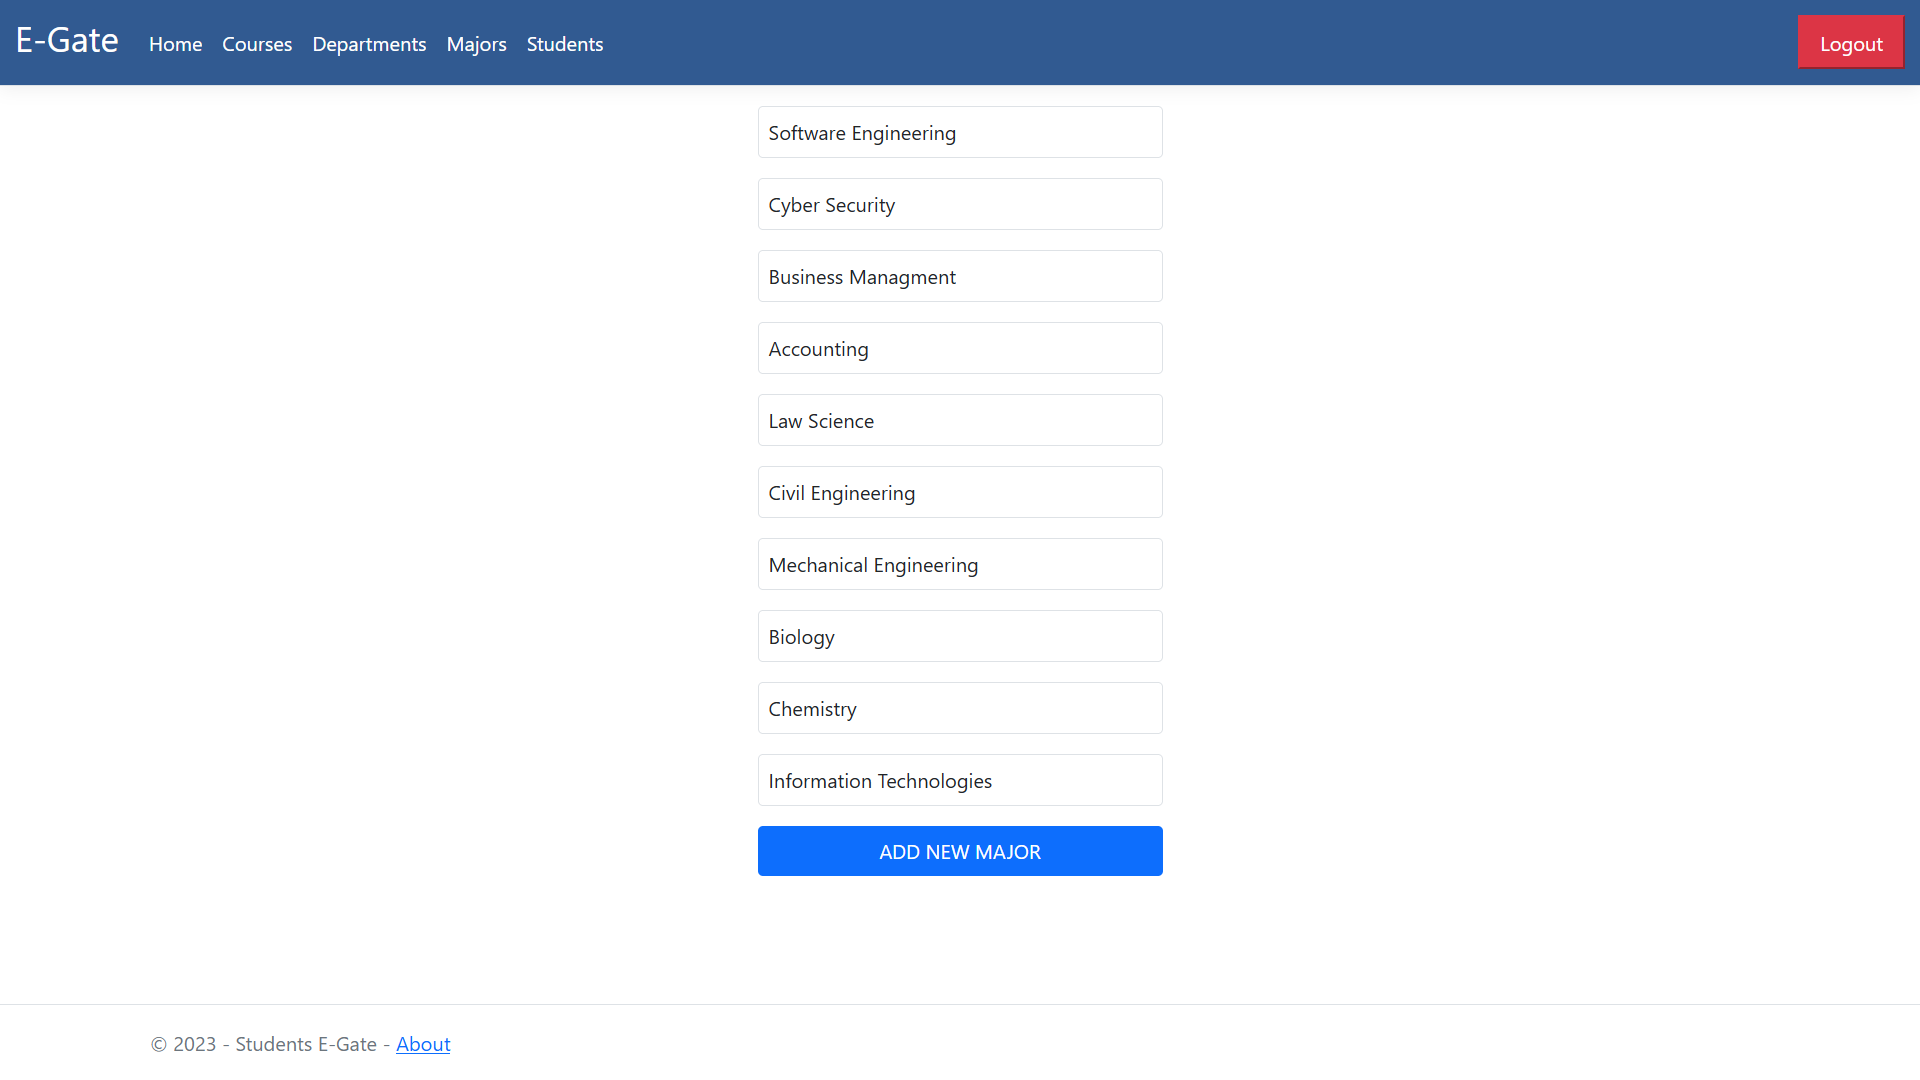 E-Gate Home Courses Departments Majors Students Logout
Software Engineering
Cyber Security
Business Managment
Accounting
Law Science
Civil Engineering
Mechanical Engineering
Biology
Chemistry
Information Technologies
ADD NEW MAJOR
© 2023 - Students E-Gate - About